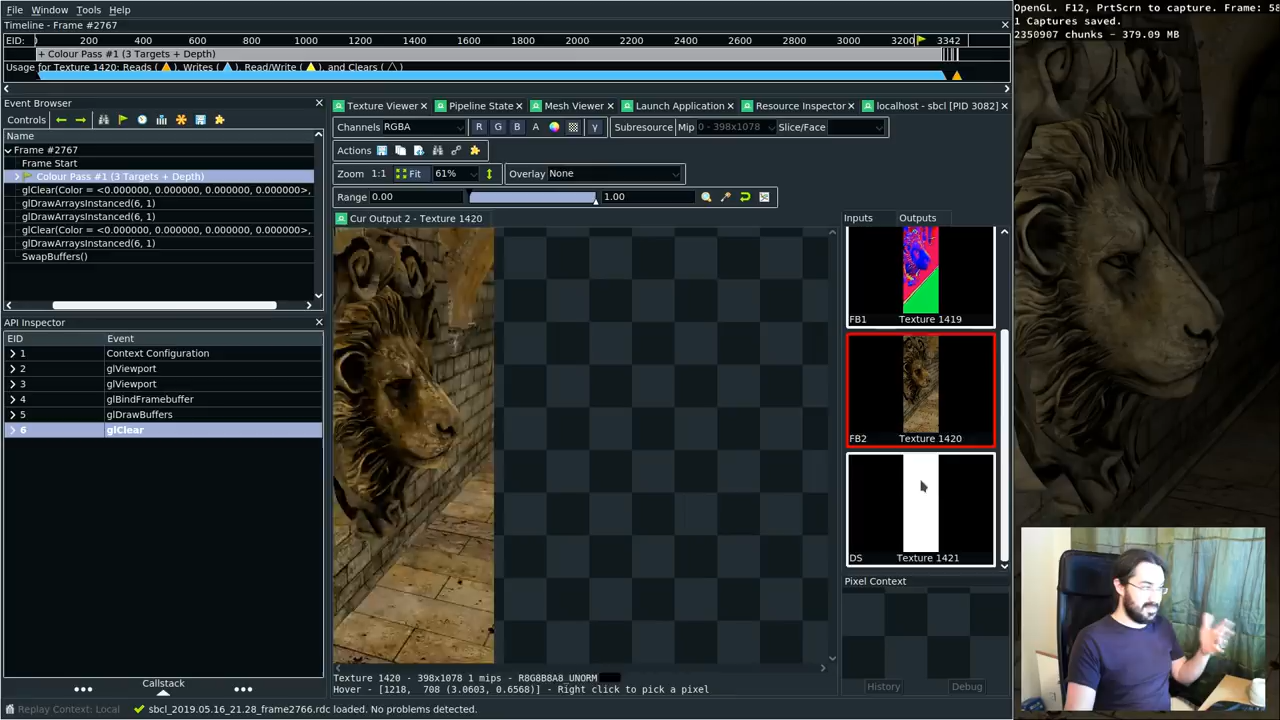 File Window Tools Help
OpenGL. F12, PrtScrn to capture. Frame: 58
1 Captures saved.
2350907 chunks - 379.09 MB
Timeline - Frame #2767
EID: 200 400 600 800 1000 1200 1400 1600 1800 2000 2200 2400 2600 2800 3000 3200 3342
+ Colour Pass #1 (3 Targets + Depth)
Usage for Texture 1420: Reads ( ), Writes ( ), Read/Write ( ), and Clears ( )
Event Browser
Controls
Name
Frame #2767
Frame Start
Colour Pass #1 (3 Targets + Depth)
glClear(Color = <0.000000, 0.000000, 0.000000, 0.000000>,
glDrawArraysInstanced(6, 1)
glDrawArraysInstanced(6, 1)
glClear(Color = <0.000000, 0.000000, 0.000000, 0.000000>,
glDrawArraysInstanced(6, 1)
SwapBuffers()
API Inspector
EID Event
1 Context Configuration
2 glViewport
3 glViewport
4 glBindFramebuffer
5 glDrawBuffers
6 glClear
Callstack
Texture Viewer Pipeline State Mesh Viewer Launch Application Resource Inspector localhost - sbcl [PID 3082]
Channels RGBA R G B A γ Subresource Mip 0 - 398x1078 Slice/Face
Actions
Zoom 1:1 Fit 61% Overlay None
Range 0.00 1.00
Cur Output 2 - Texture 1420
Inputs Outputs
FB1 Texture 1419
FB2 Texture 1420
DS Texture 1421
Pixel Context
History Debug
Texture 1420 - 398x1078 1 mips - R8G8B8A8_UNORM
Hover - [1218, 708 (3.0603, 0.6568)] - Right click to pick a pixel
Replay Context: Local sbcl_2019.05.16_21.28_frame2766.rdc loaded. No problems detected.